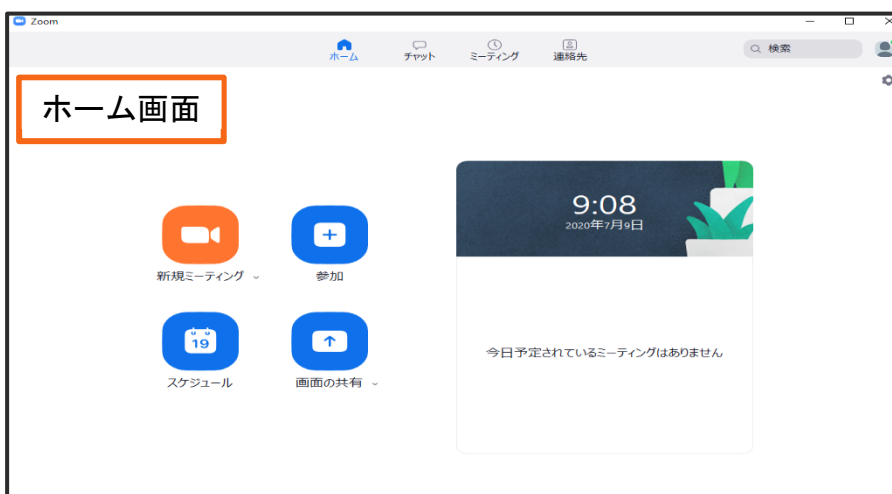 Zoom
ホーム
チャット
ミーティング
連絡先
検索
ホーム画面
9:08
2020年7月9日
新規ミーティング
参加
19
スケジュール
画面の共有
今日予定されているミーティングはありません